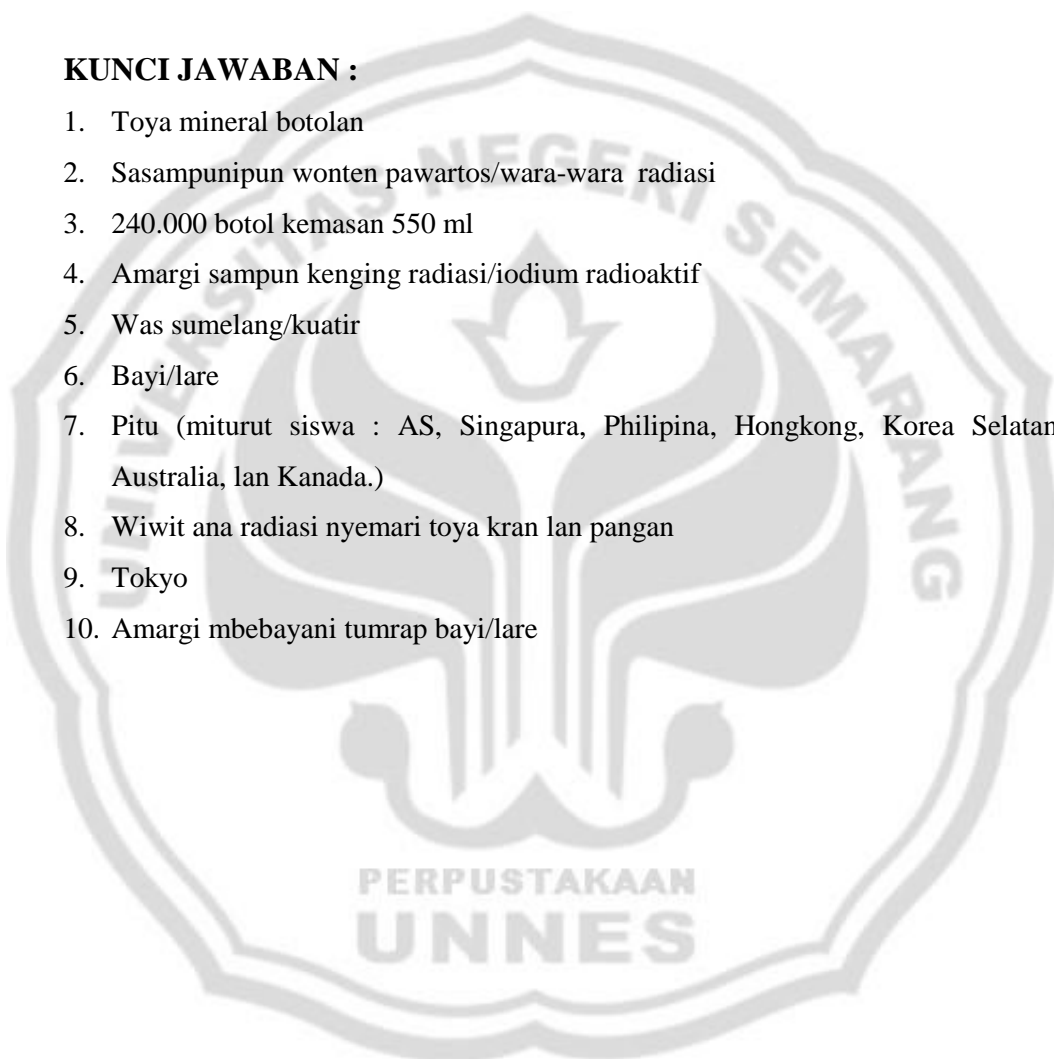 KUNCI JAWABAN :
1. Toya mineral botolan
2. Sasampunipun wonten pawartos/wara-wara radiasi
3. 240.000 botol kemasan 550 ml
4. Amargi sampun kenging radiasi/iodium radioaktif
5. Was sumelang/kuatir
6. Bayi/lare
7. Pitu (miturut siswa : AS, Singapura, Philipina, Hongkong, Korea Selatan
Australia, lan Kanada.)
8. Wiwit ana radiasi nyemari toya kran lan pangan
9. Tokyo
10. Amargi mbebayani tumrap bayi/lare
UNIVERSITAS NEGERI SEMARANG
PERPUSTAKAAN
UNNES